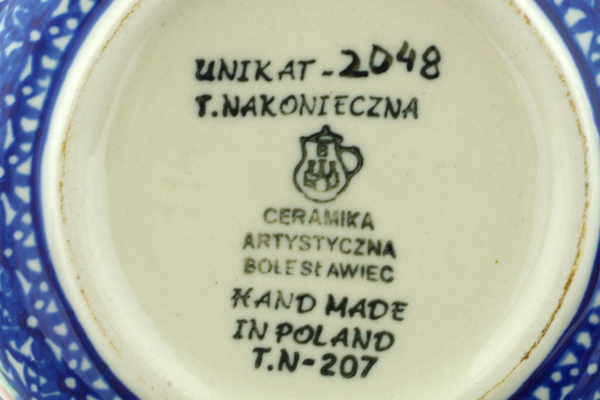 UNIKAT-2048
T.NAKONIECZNA
CERAMIKA
ARTYSTYCZNA
BOLESŁAWIEC
HAND MADE
IN POLAND
T.N-207